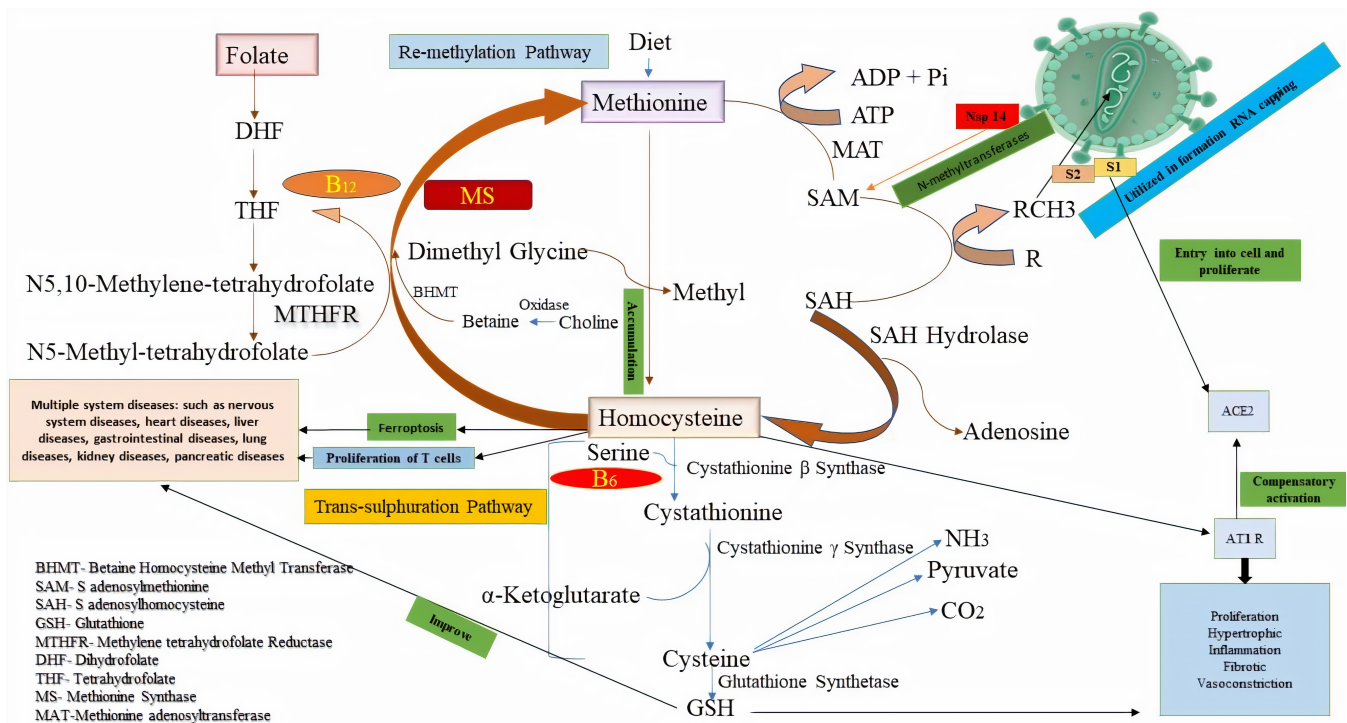 Folate
DHF
THF
N5,10-Methylene-tetrahydrofolate
MTHFR
N5-Methyl-tetrahydrofolate
B12
Re-methylation Pathway
Diet
Methionine
MS
Dimethyl Glycine
BHMT
Oxidase
Betaine
Choline
Methyl
Accumulation
ADP + Pi
ATP
MAT
SAM
Nsp 14
N-methyltransferases
S2
S1
Utilized in formation RNA capping
RCH3
R
SAH
SAH Hydrolase
Adenosine
Entry into cell and
proliferate
ACE2
Compensatory
activation
AT1 R
Proliferation
Hypertrophic
Inflammation
Fibrotic
Vasoconstriction
Homocysteine
Ferroptosis
Proliferation of T cells
Multiple system diseases: such as nervous
system diseases, heart diseases, liver
diseases, gastrointestinal diseases, lung
diseases, kidney diseases, pancreatic diseases
Trans-sulphuration Pathway
Serine
B6
Cystathionine β Synthase
Cystathionine
Cystathionine γ Synthase
α-Ketoglutarate
NH3
Pyruvate
CO2
Cysteine
Glutathione Synthetase
GSH
Improve
BHMT- Betaine Homocysteine Methyl Transferase
SAM- S adenosylmethionine
SAH- S adenosylhomocysteine
GSH- Glutathione
MTHFR- Methylene tetrahydrofolate Reductase
DHF- Dihydrofolate
THF- Tetrahydrofolate
MS- Methionine Synthase
MAT-Methionine adenosyltransferase